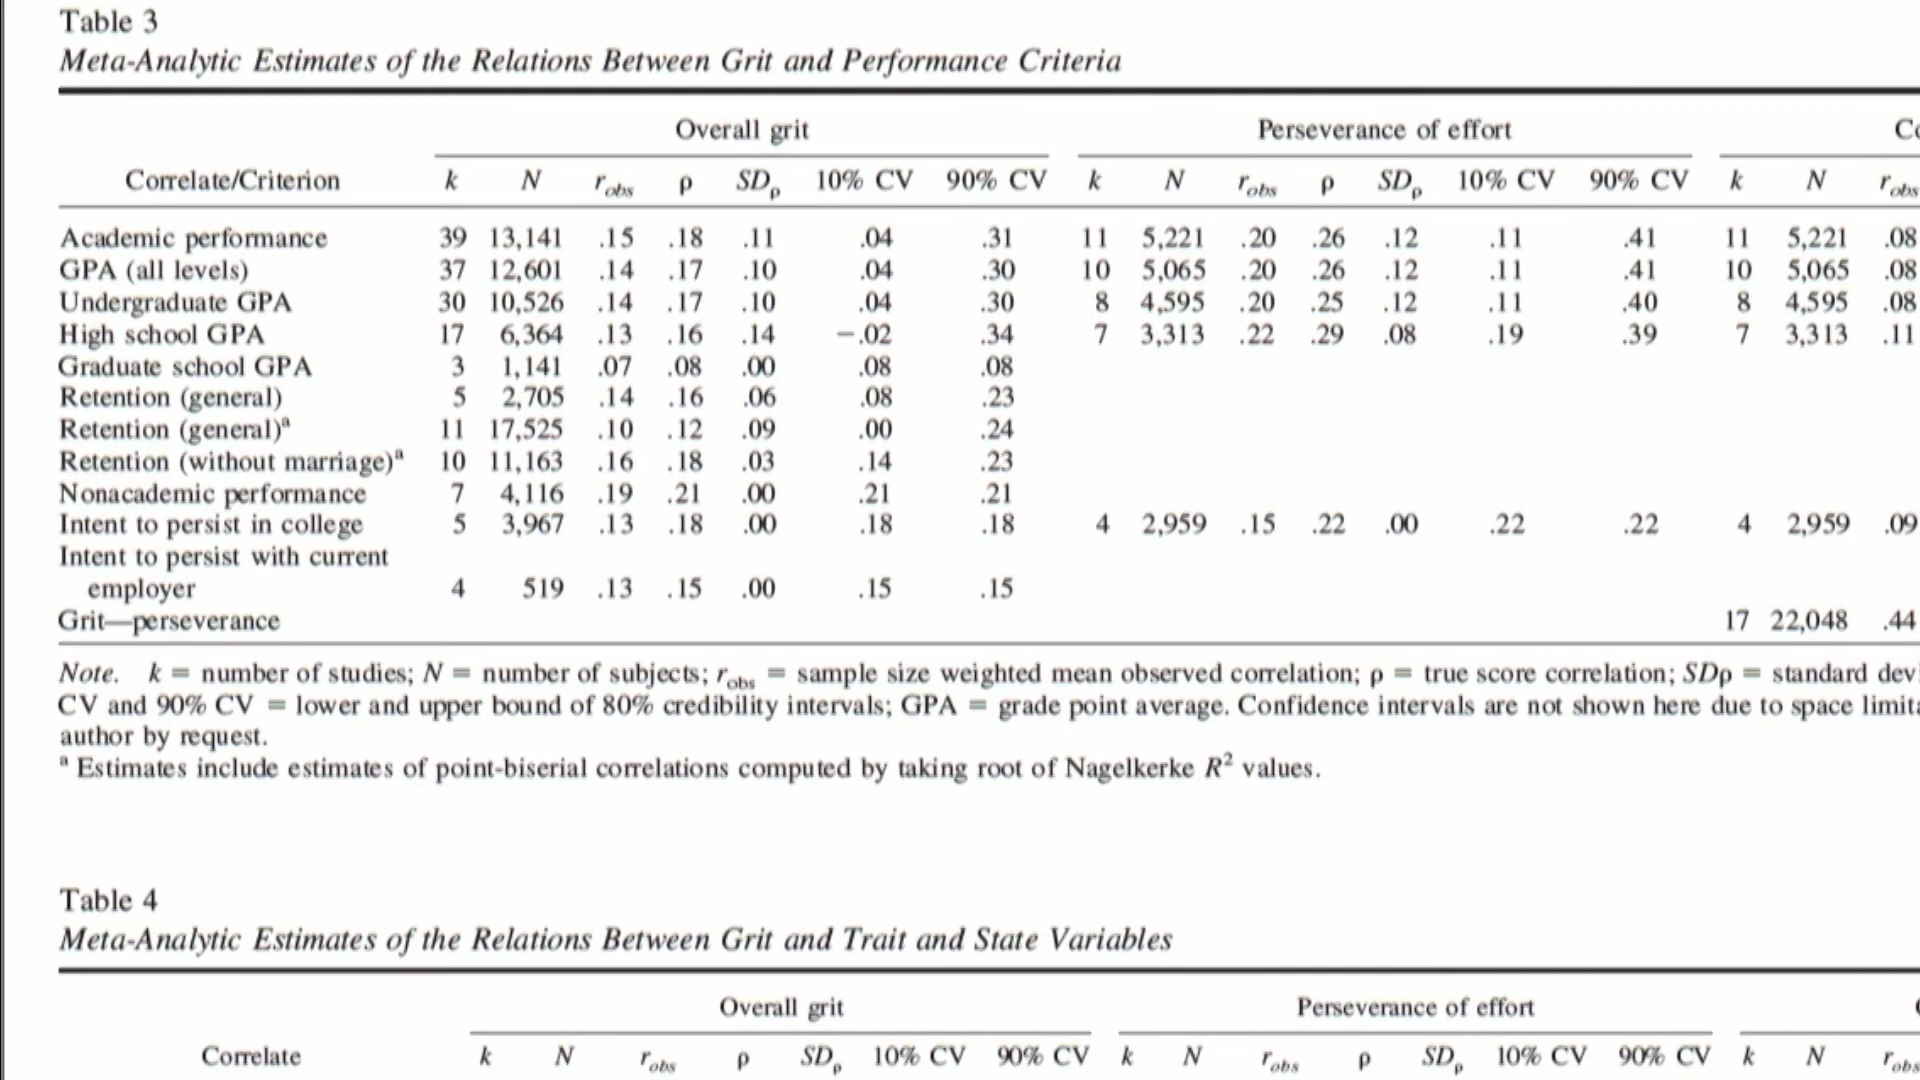 Table 3
Meta-Analytic Estimates of the Relations Between Grit and Performance Criteria
Overall grit Perseverance of effort
Correlate/Criterion k N r_obs ρ SD_ρ 10% CV 90% CV k N r_obs ρ SD_ρ 10% CV 90% CV k N r_obs
Academic performance 39 13,141 .15 .18 .11 .04 .31 11 5,221 .20 .26 .12 .11 .41 11 5,221 .08
GPA (all levels) 37 12,601 .14 .17 .10 .04 .30 10 5,065 .20 .26 .12 .11 .41 10 5,065 .08
Undergraduate GPA 30 10,526 .14 .17 .10 .04 .30 8 4,595 .20 .25 .12 .11 .40 8 4,595 .08
High school GPA 17 6,364 .13 .16 .14 −.02 .34 7 3,313 .22 .29 .08 .19 .39 7 3,313 .11
Graduate school GPA 3 1,141 .07 .08 .00 .08 .08
Retention (general) 5 2,705 .14 .16 .06 .08 .23
Retention (general)ª 11 17,525 .10 .12 .09 .00 .24
Retention (without marriage)ª 10 11,163 .16 .18 .03 .14 .23
Nonacademic performance 7 4,116 .19 .21 .00 .21 .21
Intent to persist in college 5 3,967 .13 .18 .00 .18 .18 4 2,959 .15 .22 .00 .22 .22 4 2,959 .09
Intent to persist with current
employer 4 519 .13 .15 .00 .15 .15
Grit—perseverance 17 22,048 .44
Note. k = number of studies; N = number of subjects; r_obs = sample size weighted mean observed correlation; ρ = true score correlation; SDρ = standard
CV and 90% CV = lower and upper bound of 80% credibility intervals; GPA = grade point average. Confidence intervals are not shown here due to space
author by request.
ª Estimates include estimates of point-biserial correlations computed by taking root of Nagelkerke R² values.
Table 4
Meta-Analytic Estimates of the Relations Between Grit and Trait and State Variables
Overall grit Perseverance of effort
Correlate k N r_obs ρ SD_ρ 10% CV 90% CV k N r_obs ρ SD_ρ 10% CV 90% CV k N r_obs